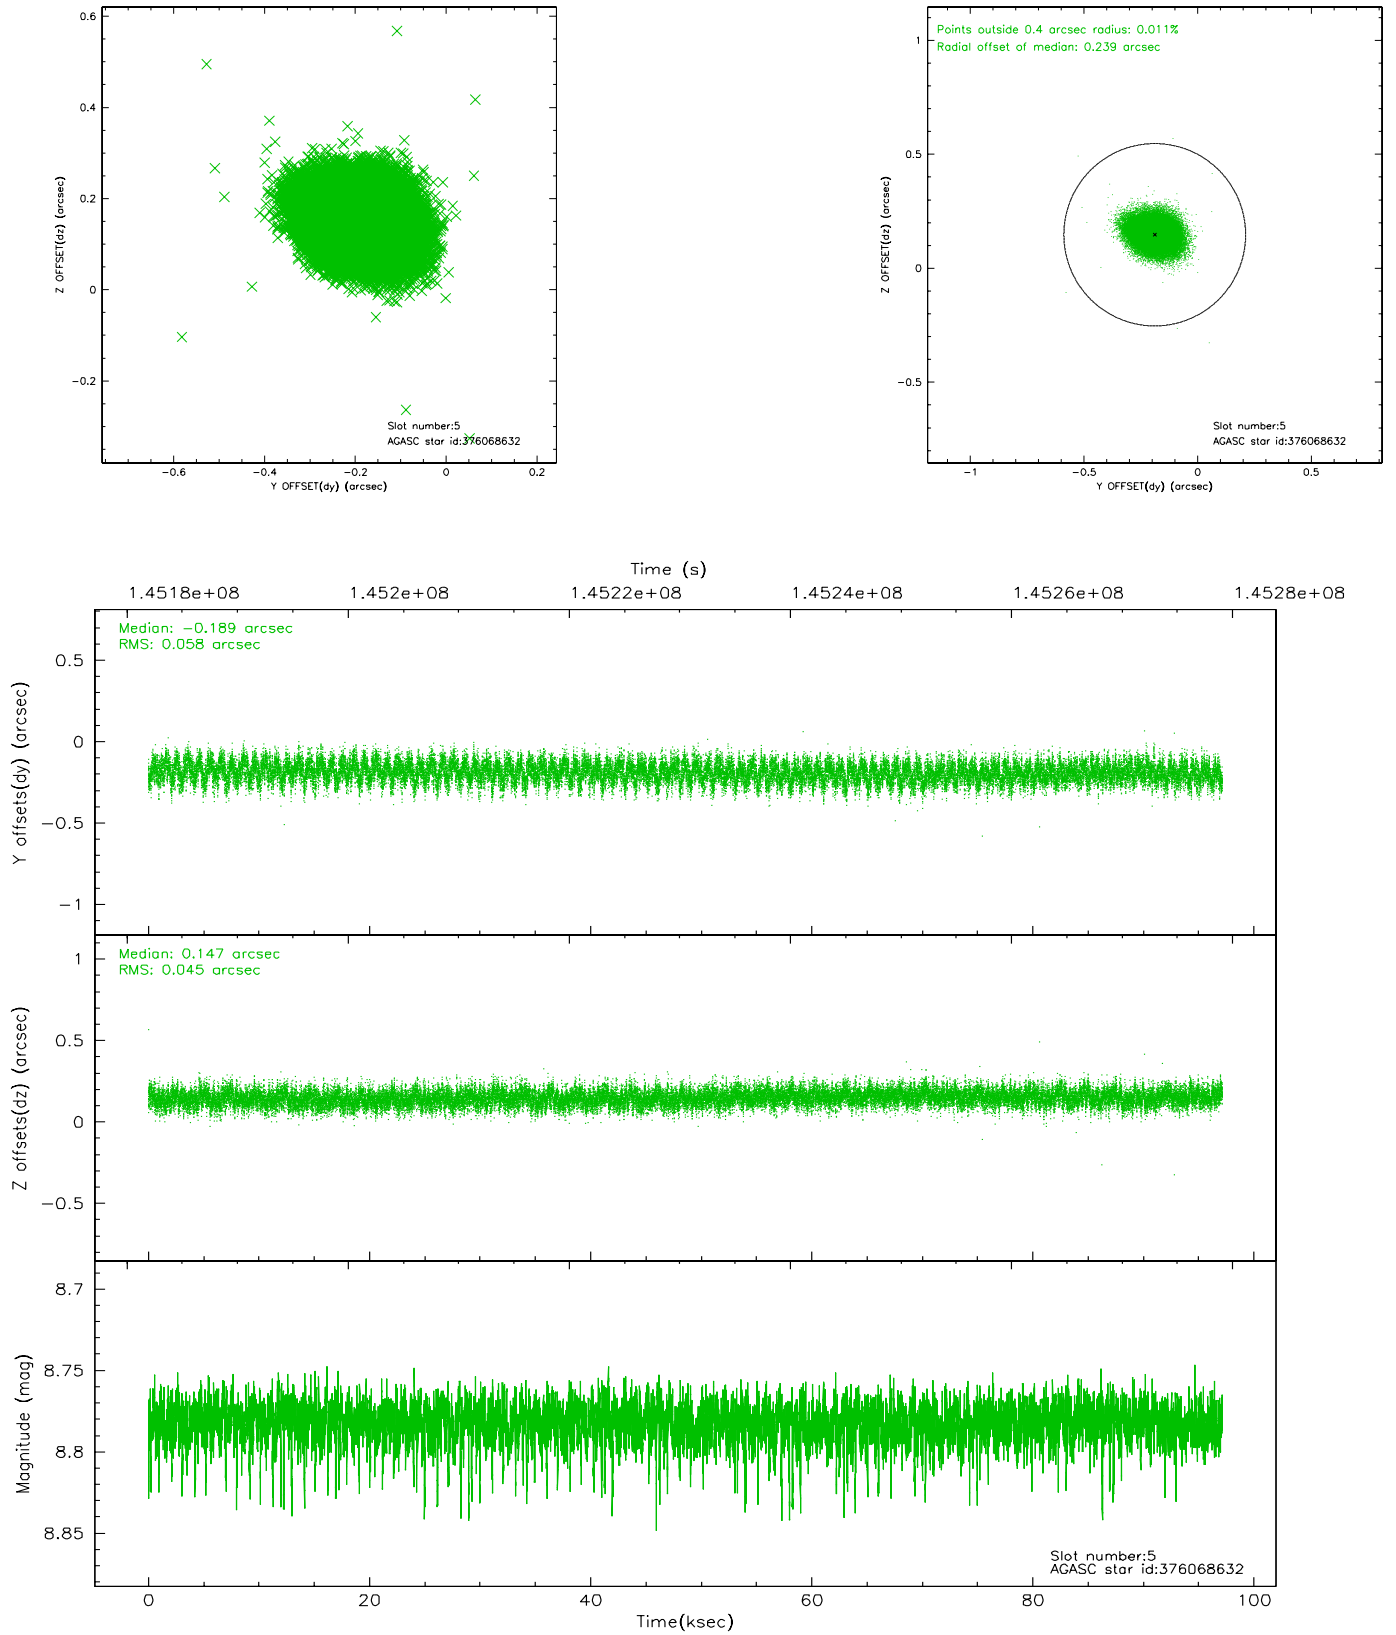 0.6
0.4
0.2
0
-0.2
Z OFFSET(dz) (arcsec)
Slot number:5
AGASC star id:376068632
-0.6 -0.4 -0.2 0 0.2
Y OFFSET(dy) (arcsec)
Points outside 0.4 arcsec radius: 0.011%
Radial offset of median: 0.239 arcsec
1
0.5
0
-0.5
Z OFFSET(dz) (arcsec)
Slot number:5
AGASC star id:376068632
-1 -0.5 0 0.5
Y OFFSET(dy) (arcsec)
Time (s)
1.4518e+08 1.452e+08 1.4522e+08 1.4524e+08 1.4526e+08 1.4528e+08
Median: -0.189 arcsec
RMS: 0.058 arcsec
0.5
0
-0.5
-1
Y offsets(dy) (arcsec)
Median: 0.147 arcsec
RMS: 0.045 arcsec
1
0.5
0
-0.5
Z offsets(dz) (arcsec)
8.7
8.75
8.8
8.85
Magnitude (mag)
Slot number:5
AGASC star id:376068632
0 20 40 60 80 100
Time(ksec)